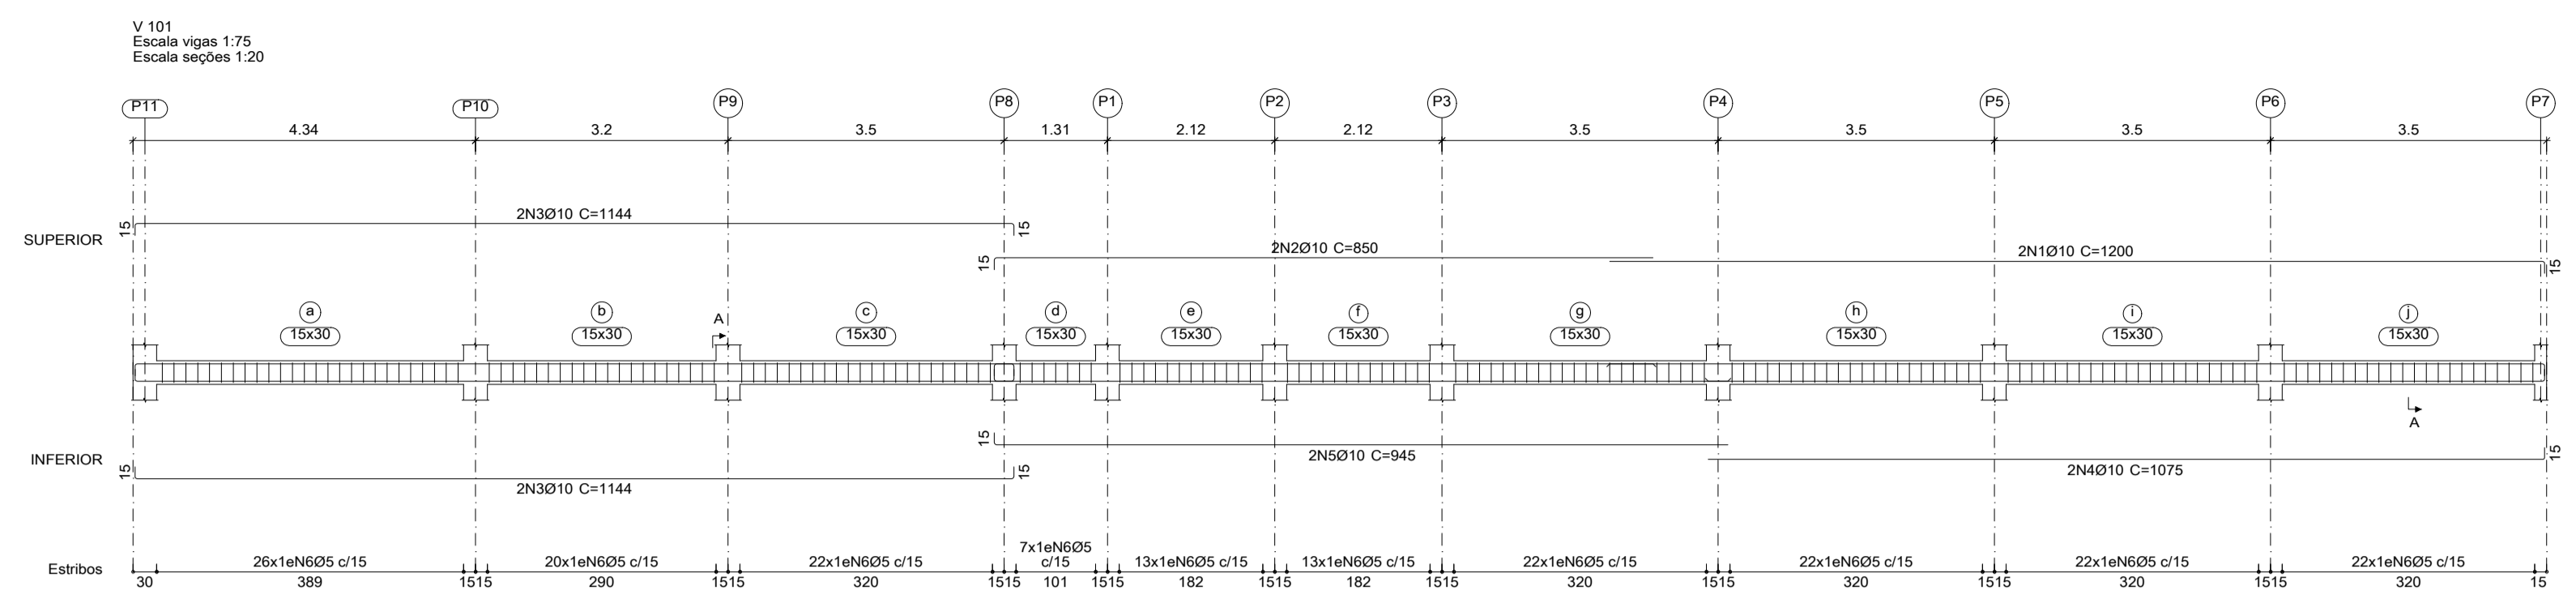 V 101
Escala vigas 1:75
Escala seções 1:20
P11 P10 P9 P8 P1 P2 P3 P4 P5 P6 P7
4.34 3.2 3.5 1.31 2.12 2.12 3.5 3.5 3.5 3.5
2N3Ø10 C=1144
15 15
SUPERIOR
2N2Ø10 C=850
15
2N1Ø10 C=1200
15
a b c d e f g h i j
15x30 15x30 15x30 15x30 15x30 15x30 15x30 15x30 15x30 15x30
A
A
15
2N5Ø10 C=945
INFERIOR
15 15
2N3Ø10 C=1144
15
2N4Ø10 C=1075
7x1eN6Ø5
c/15
Estribos
26x1eN6Ø5 c/15 20x1eN6Ø5 c/15 22x1eN6Ø5 c/15 13x1eN6Ø5 c/15 13x1eN6Ø5 c/15 22x1eN6Ø5 c/15 22x1eN6Ø5 c/15 22x1eN6Ø5 c/15 22x1eN6Ø5 c/15
30 389 1515 290 1515 320 1515 101 1515 182 1515 182 1515 320 1515 320 1515 320 1515 320 15